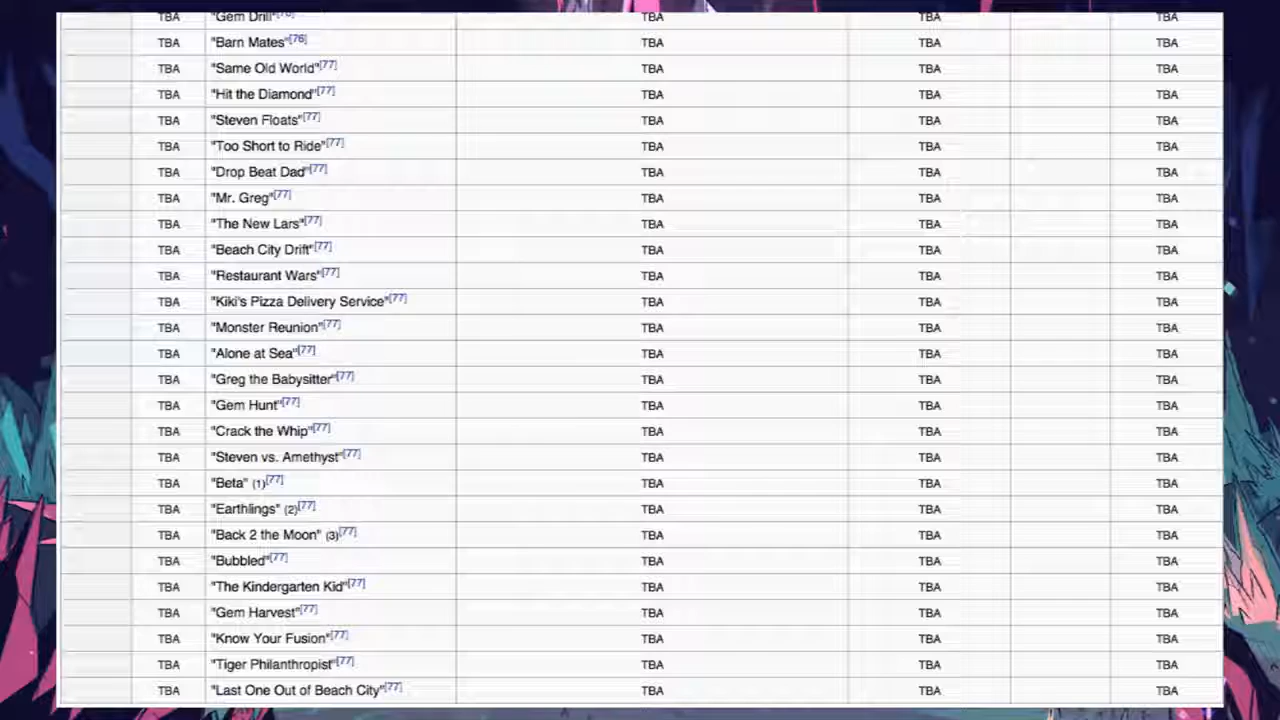 TBA "Gem Drill" TBA TBA TBA
TBA "Barn Mates"[76] TBA TBA TBA
TBA "Same Old World"[77] TBA TBA TBA
TBA "Hit the Diamond"[77] TBA TBA TBA
TBA "Steven Floats"[77] TBA TBA TBA
TBA "Too Short to Ride"[77] TBA TBA TBA
TBA "Drop Beat Dad"[77] TBA TBA TBA
TBA "Mr. Greg"[77] TBA TBA TBA
TBA "The New Lars"[77] TBA TBA TBA
TBA "Beach City Drift"[77] TBA TBA TBA
TBA "Restaurant Wars"[77] TBA TBA TBA
TBA "Kiki's Pizza Delivery Service"[77] TBA TBA TBA
TBA "Monster Reunion"[77] TBA TBA TBA
TBA "Alone at Sea"[77] TBA TBA TBA
TBA "Greg the Babysitter"[77] TBA TBA TBA
TBA "Gem Hunt"[77] TBA TBA TBA
TBA "Crack the Whip"[77] TBA TBA TBA
TBA "Steven vs. Amethyst"[77] TBA TBA TBA
TBA "Beta" (1)[77] TBA TBA TBA
TBA "Earthlings" (2)[77] TBA TBA TBA
TBA "Back 2 the Moon" (3)[77] TBA TBA TBA
TBA "Bubbled"[77] TBA TBA TBA
TBA "The Kindergarten Kid"[77] TBA TBA TBA
TBA "Gem Harvest"[77] TBA TBA TBA
TBA "Know Your Fusion"[77] TBA TBA TBA
TBA "Tiger Philanthropist"[77] TBA TBA TBA
TBA "Last One Out of Beach City"[77] TBA TBA TBA